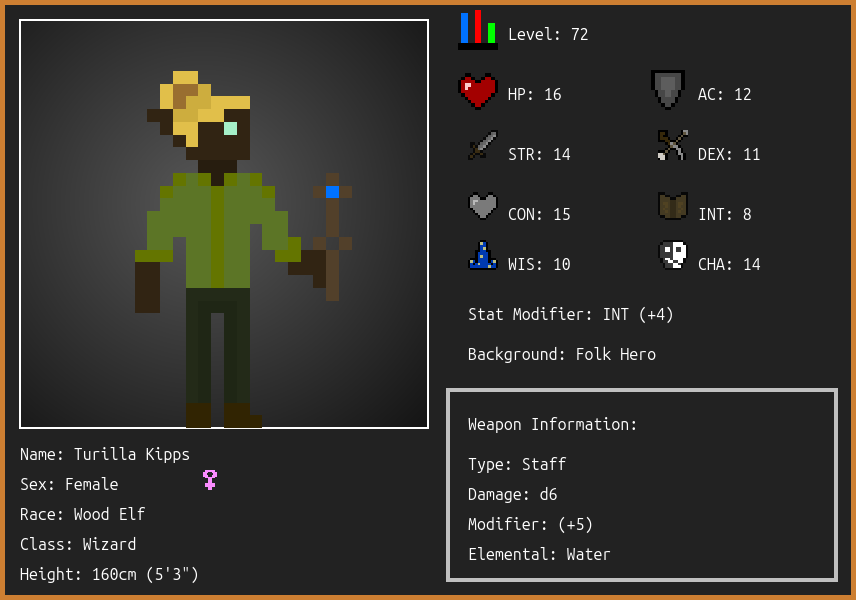 Level: 72
HP: 16
AC: 12
STR: 14
DEX: 11
CON: 15
INT: 8
WIS: 10
CHA: 14
Stat Modifier: INT (+4)
Background: Folk Hero
Name: Turilla Kipps
Sex: Female
Race: Wood Elf
Class: Wizard
Height: 160cm (5'3")
Weapon Information:
Type: Staff
Damage: d6
Modifier: (+5)
Elemental: Water